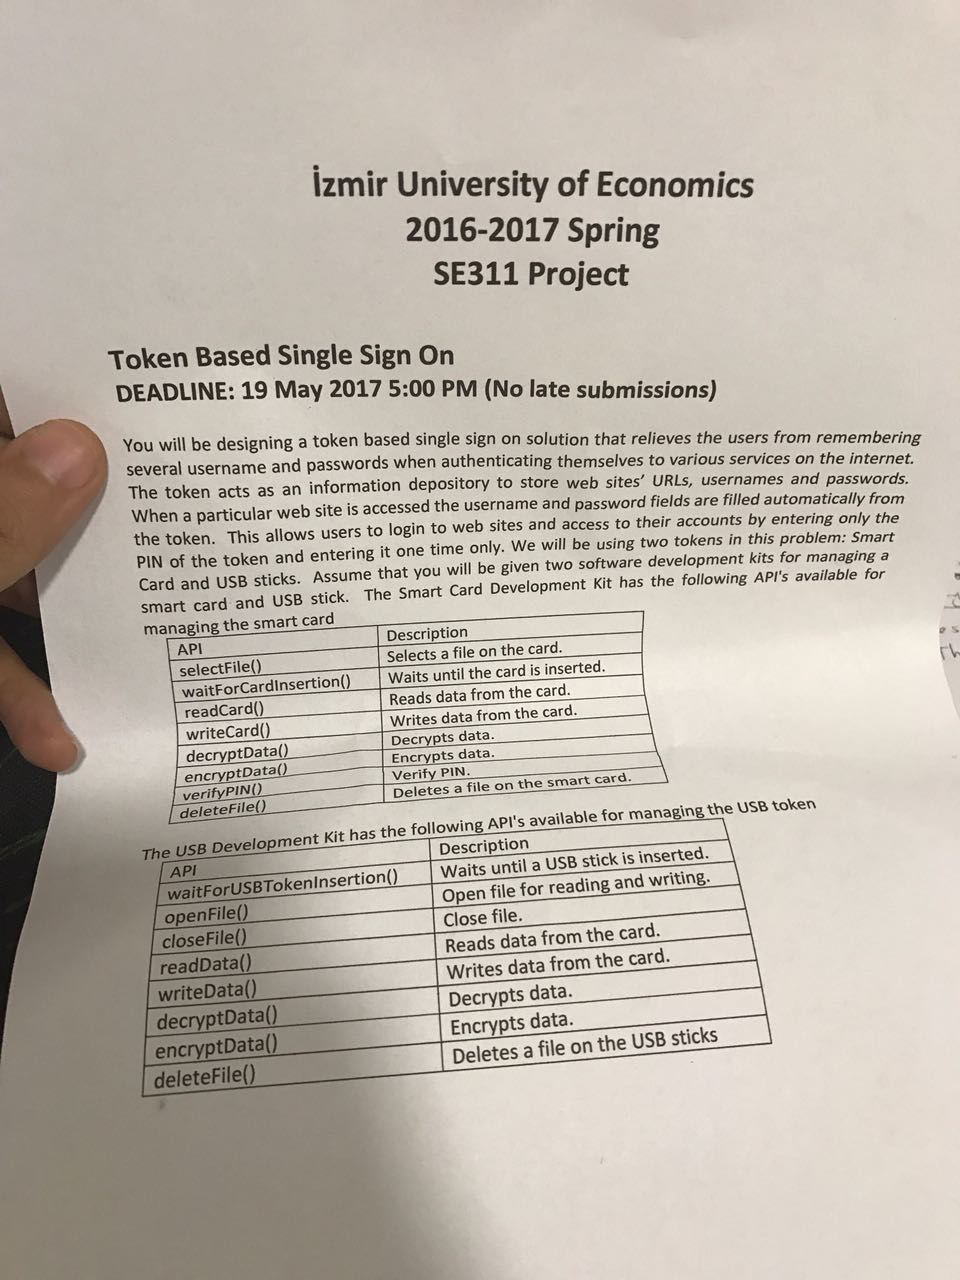 İzmir University of Economics
2016-2017 Spring
SE311 Project
Token Based Single Sign On
DEADLINE: 19 May 2017 5:00 PM (No late submissions)
You will be designing a token based single sign on solution that relieves the users from remembering
several username and passwords when authenticating themselves to various services on the internet.
The token acts as an information depository to store web sites' URLs, usernames and passwords.
When a particular web site is accessed the username and password fields are filled automatically from
the token. This allows users to login to web sites and access to their accounts by entering only the
PIN of the token and entering it one time only. We will be using two tokens in this problem: Smart
Card and USB sticks. Assume that you will be given two software development kits for managing a
smart card and USB stick. The Smart Card Development Kit has the following API's available for
managing the smart card
API Description
selectFile() Selects a file on the card.
waitForCardInsertion() Waits until the card is inserted.
readCard() Reads data from the card.
writeCard() Writes data from the card.
decryptData() Decrypts data.
encryptData() Encrypts data.
verifyPIN() Verify PIN.
deleteFile() Deletes a file on the smart card.
The USB Development Kit has the following API's available for managing the USB token
API Description
waitForUSBTokenInsertion() Waits until a USB stick is inserted.
openFile() Open file for reading and writing.
closeFile() Close file.
readData() Reads data from the card.
writeData() Writes data from the card.
decryptData() Decrypts data.
encryptData() Encrypts data.
deleteFile() Deletes a file on the USB sticks